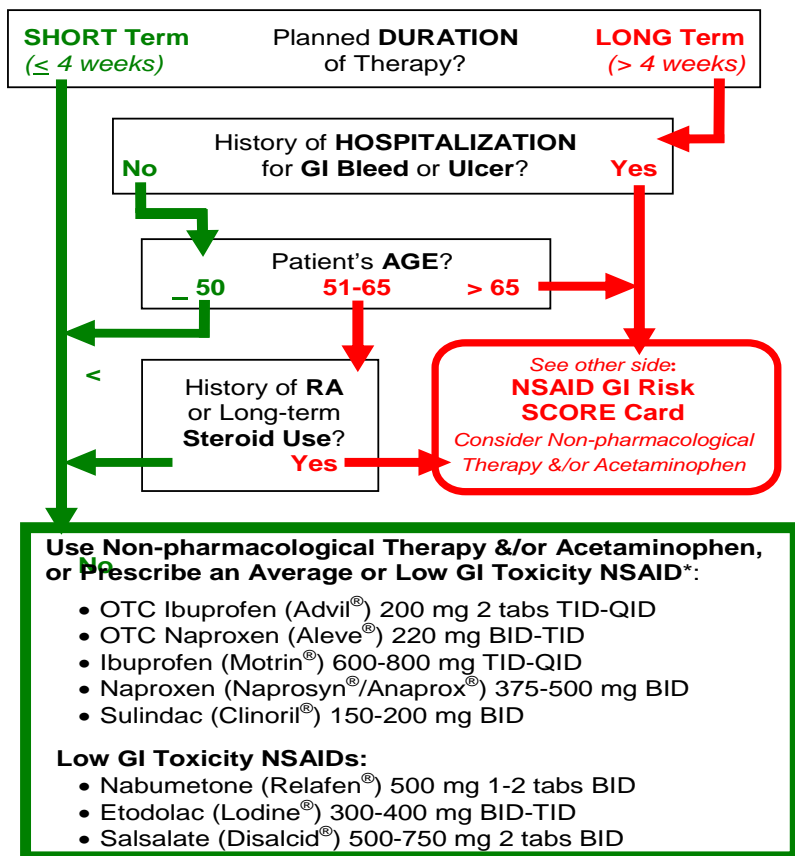 SHORT Term Planned DURATION LONG Term
(≤ 4 weeks) of Therapy? (> 4 weeks)
History of HOSPITALIZATION
No for GI Bleed or Ulcer? Yes
Patient's AGE?
_ 50 51-65 > 65
<
History of RA
or Long-term
Steroid Use?
Yes
See other side:
NSAID GI Risk
SCORE Card
Consider Non-pharmacological
Therapy &/or Acetaminophen
Use Non-pharmacological Therapy &/or Acetaminophen,
No
or Prescribe an Average or Low GI Toxicity NSAID*:
• OTC Ibuprofen (Advil®) 200 mg 2 tabs TID-QID
• OTC Naproxen (Aleve®) 220 mg BID-TID
• Ibuprofen (Motrin®) 600-800 mg TID-QID
• Naproxen (Naprosyn®/Anaprox®) 375-500 mg BID
• Sulindac (Clinoril®) 150-200 mg BID
Low GI Toxicity NSAIDs:
• Nabumetone (Relafen®) 500 mg 1-2 tabs BID
• Etodolac (Lodine®) 300-400 mg BID-TID
• Salsalate (Disalcid®) 500-750 mg 2 tabs BID